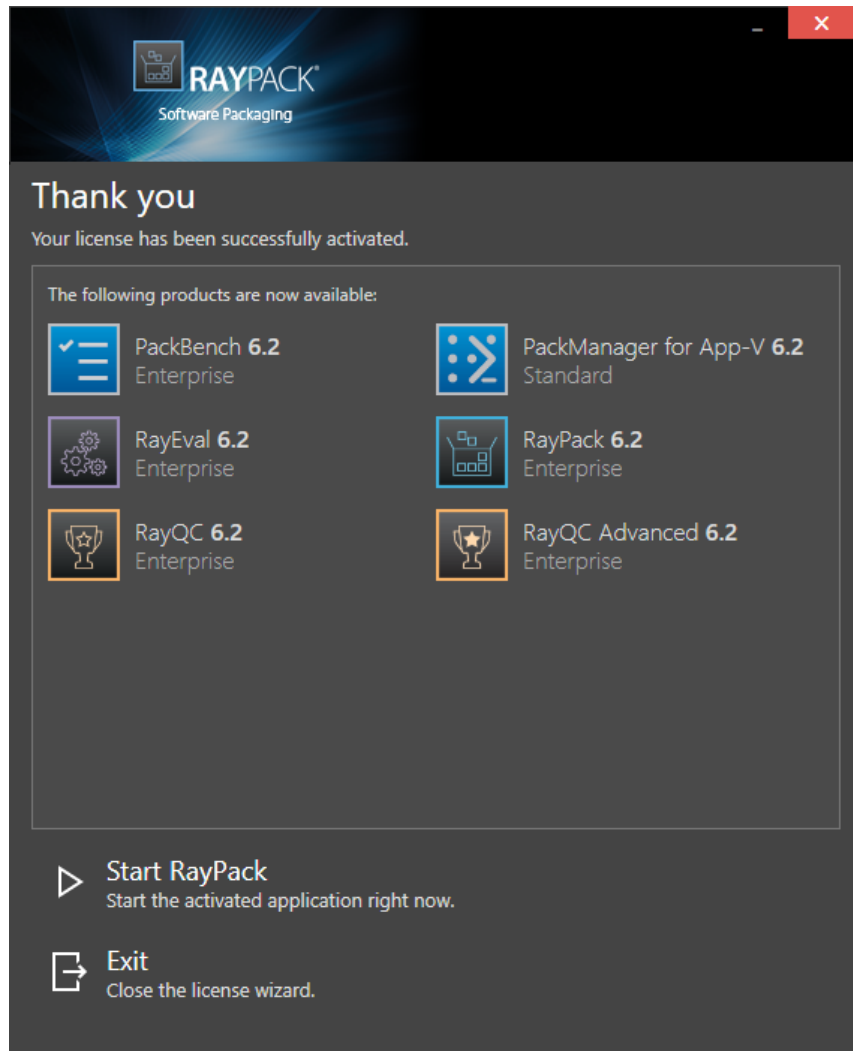 RAYPACK®
Software Packaging
Thank you
Your license has been successfully activated.
The following products are now available:
PackBench 6.2
Enterprise
PackManager for App-V 6.2
Standard
RayEval 6.2
Enterprise
RayPack 6.2
Enterprise
RayQC 6.2
Enterprise
RayQC Advanced 6.2
Enterprise
Start RayPack
Start the activated application right now.
Exit
Close the license wizard.